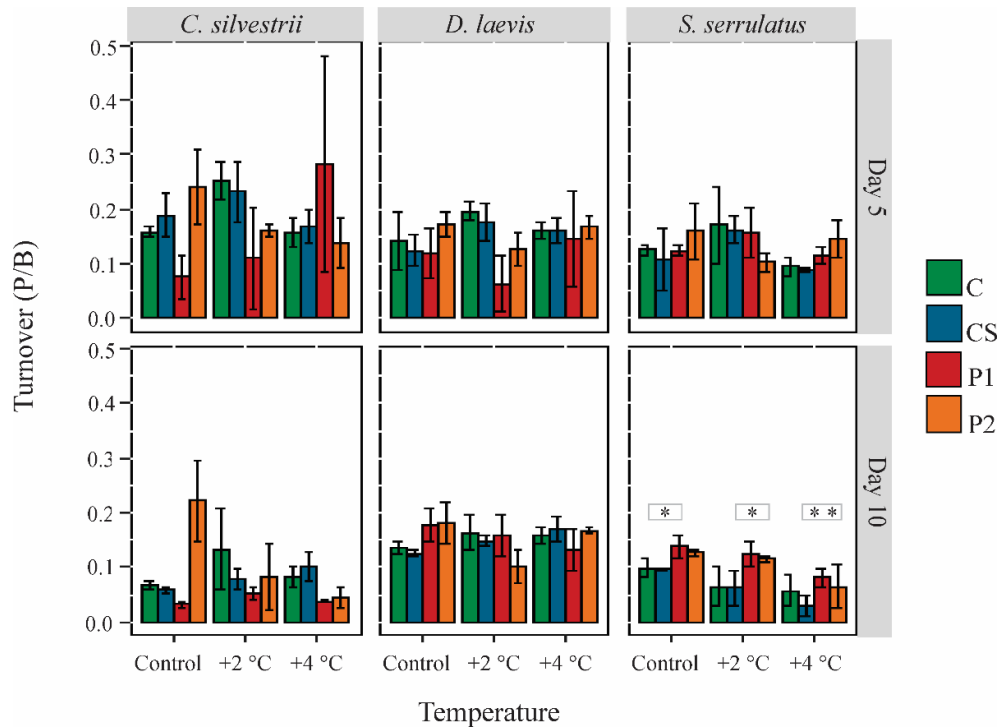 C. silvestrii D. laevis S. serrulatus
0.5
0.4
0.3
0.2
0.1
0.0
Day 5
0.5
0.4
0.3
0.2
0.1
0.0
* * * *
Day 10
Turnover (P/B)
Control +2 °C +4 °C Control +2 °C +4 °C Control +2 °C +4 °C
Temperature
C
CS
P1
P2